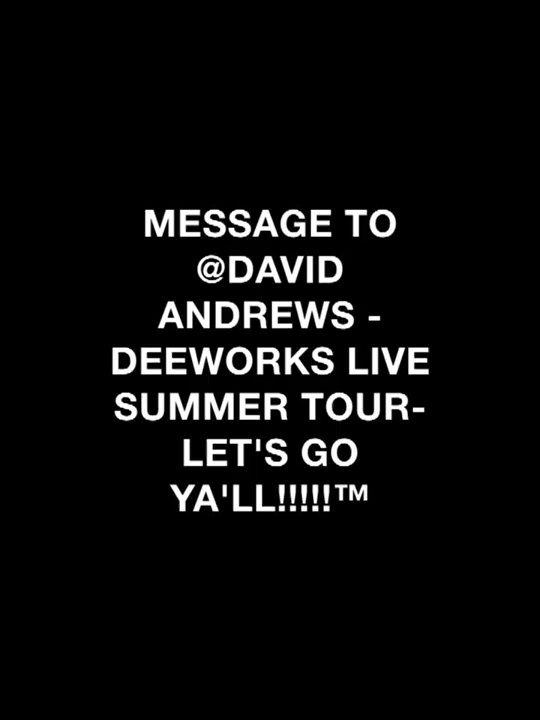 MESSAGE TO
@DAVID
ANDREWS -
DEEWORKS LIVE
SUMMER TOUR-
LET'S GO
YA'LL!!!!!™